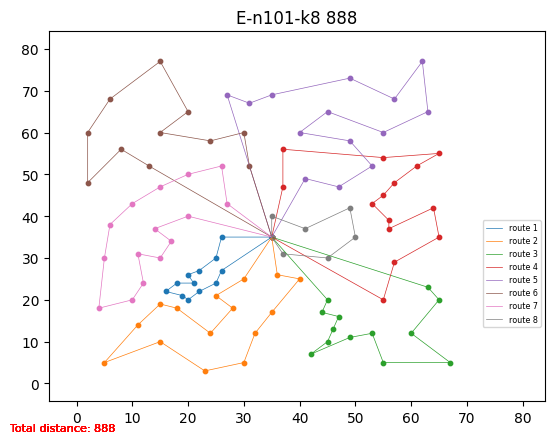 E-n101-k8 888
80
70
60
50
40
30
20
10
0
route 1
route 2
route 3
route 4
route 5
route 6
route 7
route 8
0 10 20 30 40 50 60 70 80
Total distance: 888